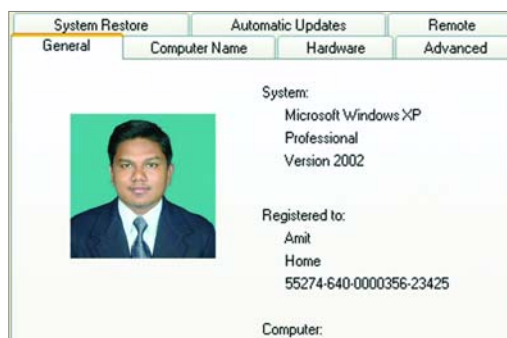 System Restore Automatic Updates Remote
General Computer Name Hardware Advanced
System:
Microsoft Windows XP
Professional
Version 2002
Registered to:
Amit
Home
55274-640-0000356-23425
Computer: